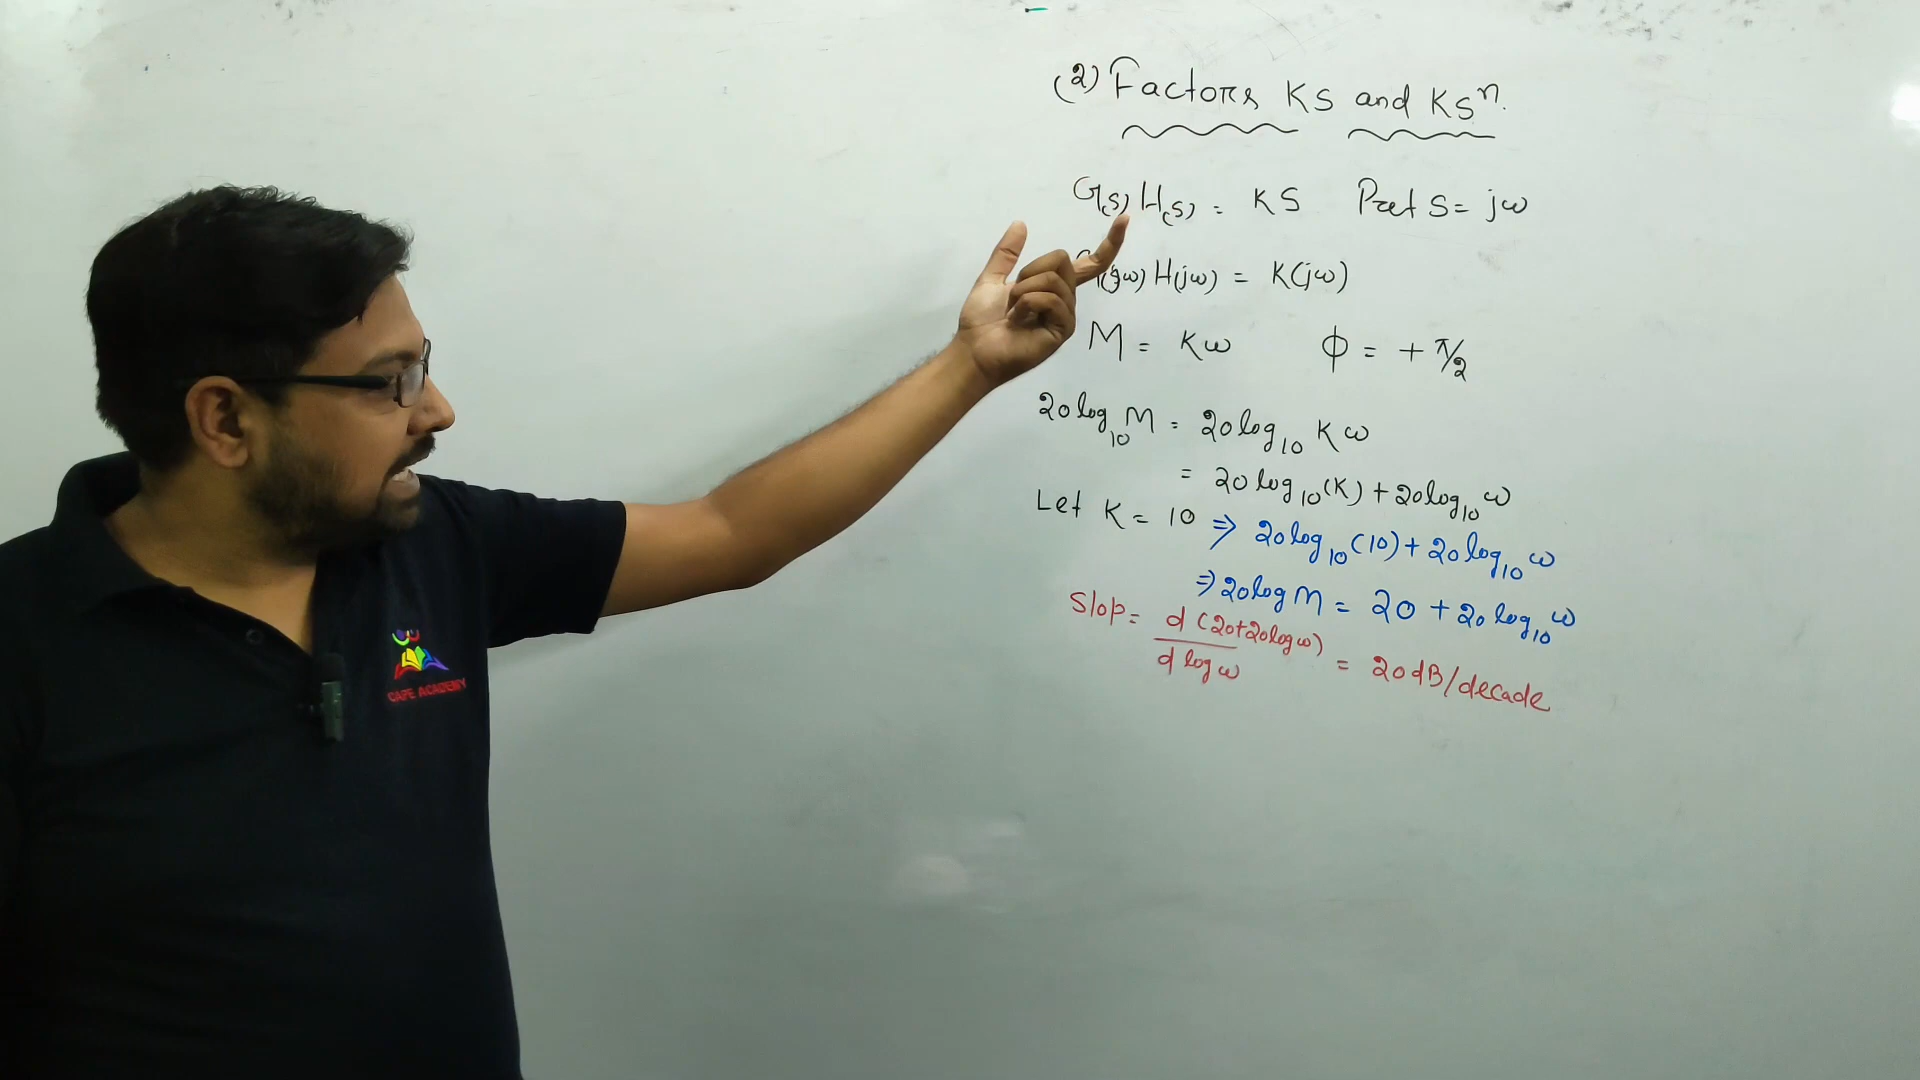 (2) Factors KS and KSⁿ.
G(s) H(s) = KS Put S = jω
(jω) H(jω) = K(jω)
M = Kω ϕ = + π/2
20 log₁₀ M = 20 log₁₀ K ω
= 20 log₁₀ (K) + 20 log₁₀ ω
Let K = 10 ⇒ 20 log₁₀ (10) + 20 log₁₀ ω
⇒ 20 log M = 20 + 20 log₁₀ ω
Slop = d (20+20 log ω) / d log ω = 20 dB/decade
CAFE ACADEMY